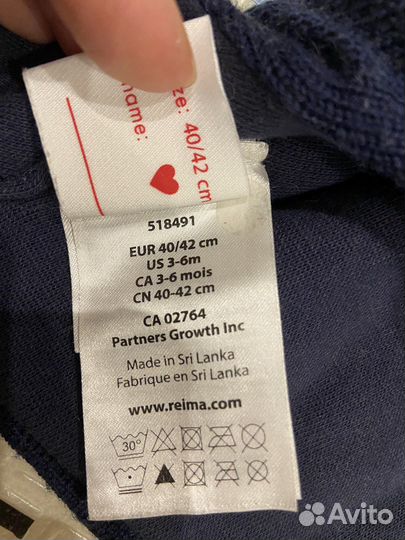 size: 40/42 cm
name:
518491
EUR 40/42 cm
US 3-6m
CA 3-6 mois
CN 40-42 cm
CA 02764
Partners Growth Inc
Made in Sri Lanka
Fabrique en Sri Lanka
www.reima.com
30°
Avito